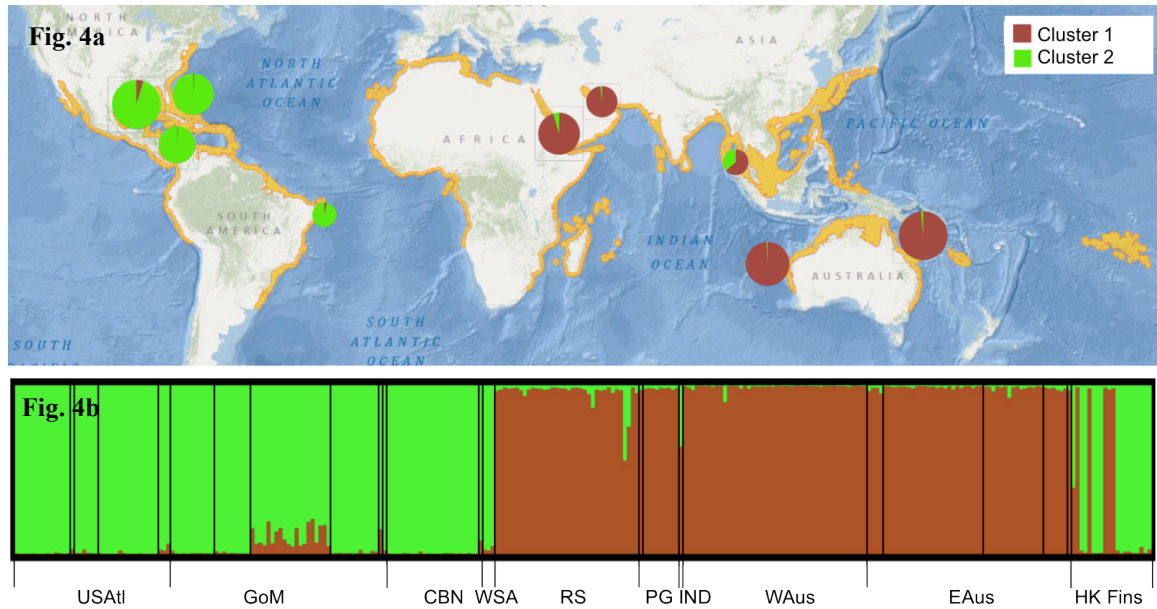 Fig. 4a
NORTH
AMERICA
NORTH
ATLANTIC
OCEAN
AFRICA
ASIA
PACIFIC OCEAN
Cluster 1
Cluster 2
SOUTH
AMERICA
INDIAN
OCEAN
AUSTRALIA
SOUTH
ATLANTIC
OCEAN
SOUTH
PACIFIC
Fig. 4b
USAtl GoM CBN WSA RS PG IND WAus EAus HK Fins